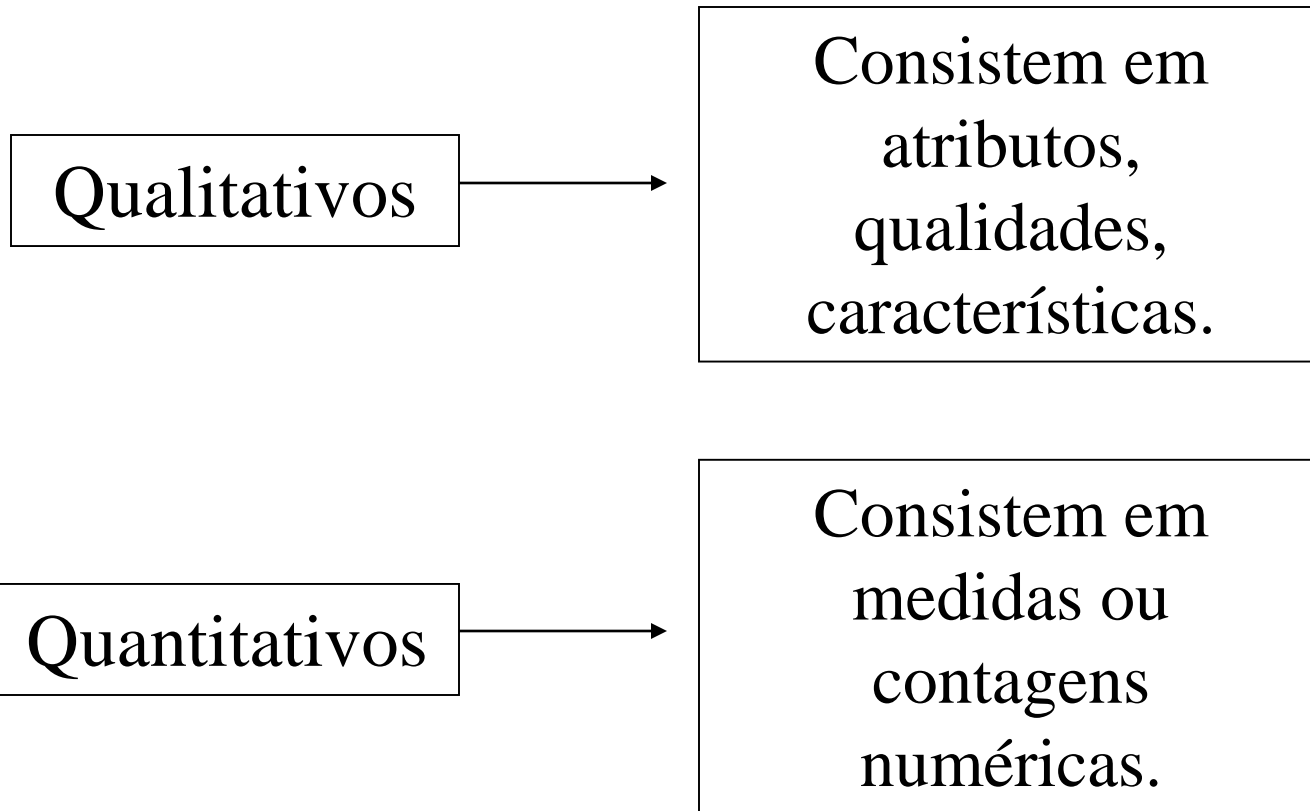 Qualitativos
Consistem em
atributos,
qualidades,
características.
Quantitativos
Consistem em
medidas ou
contagens
numéricas.